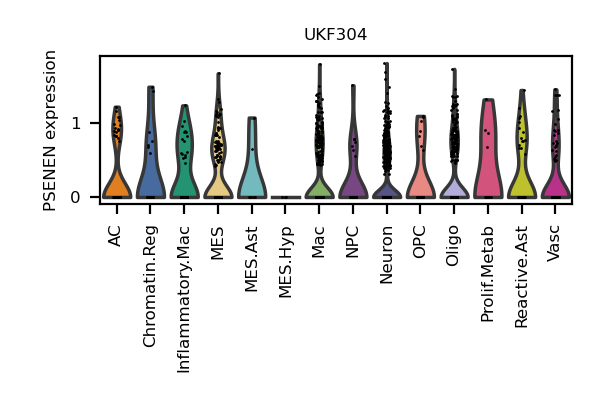 UKF304
PSENEN expression
1
0
AC
Chromatin.Reg
Inflammatory.Mac
MES
MES.Ast
MES.Hyp
Mac
NPC
Neuron
OPC
Oligo
Prolif.Metab
Reactive.Ast
Vasc